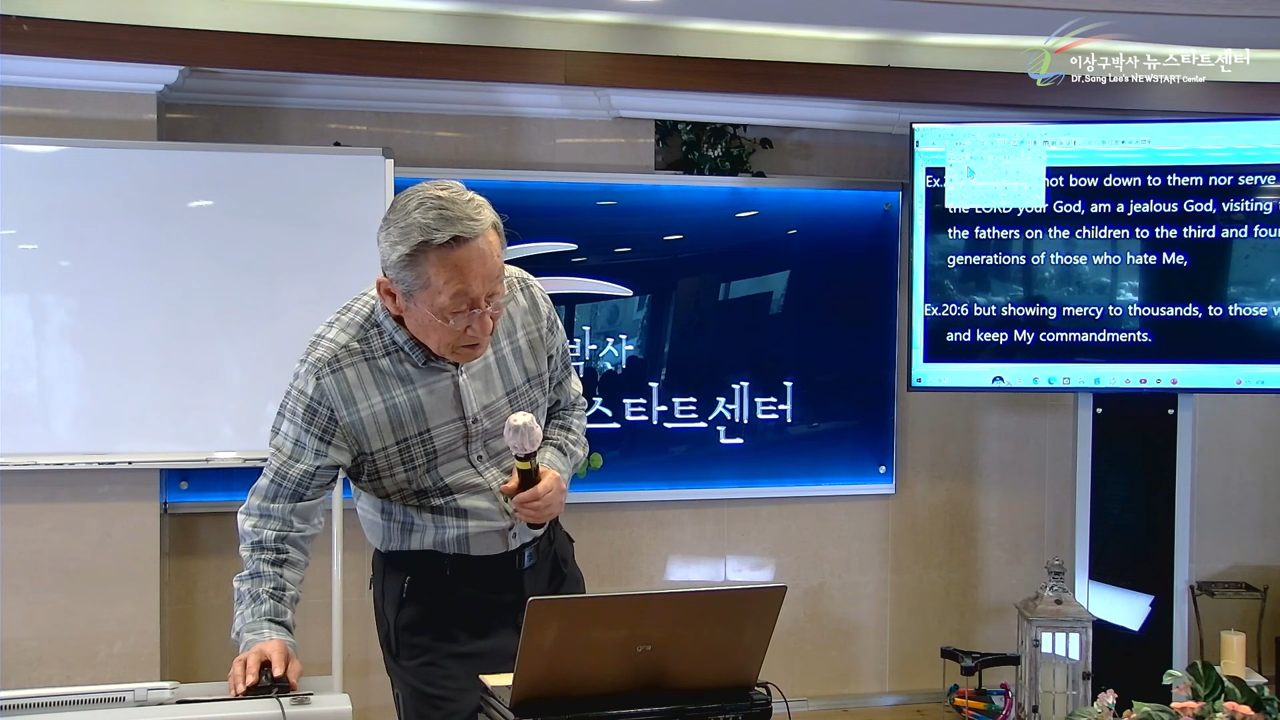 이상구박사 뉴스타트센터
Dr. Sang Lee's NEWSTART Center
not bow down to them nor serve
the LORD your God, am a jealous God, visiting
the fathers on the children to the third and
generations of those who hate Me,
Ex.20:6 but showing mercy to thousands, to those
and keep My commandments.
박사
스타트센터
gram